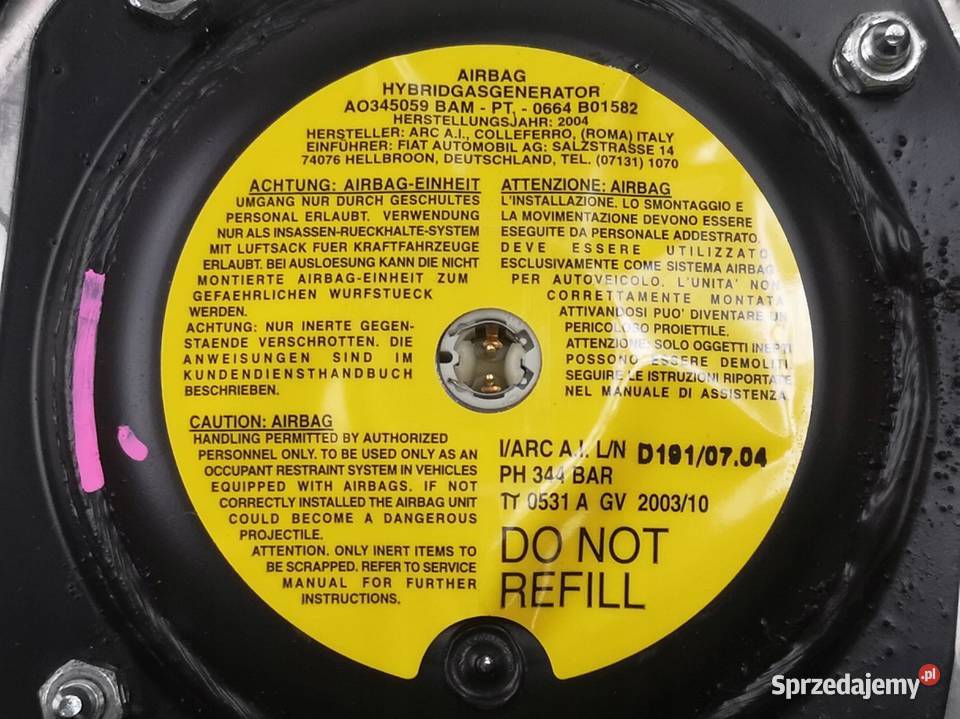 AIRBAG
HYBRIDGASGENERATOR
AO345059 BAM - PT, - 0664 B01582
HERSTELLUNGSJAHR: 2004
HERSTELLER: ARC A.I., COLLEFERRO, (ROMA) ITALY
EINFÜHRER: FIAT AUTOMOBIL AG: SALZSTRASSE 14
74076 HELLBROON, DEUTSCHLAND, TEL. (07131) 1070
ACHTUNG: AIRBAG-EINHEIT
UMGANG NUR DURCH GESCHULTES
PERSONAL ERLAUBT. VERWENDUNG
NUR ALS INSASSEN-RUECKHALTE-SYSTEM
MIT LUFTSACK FUER KRAFTFAHRZEUGE
ERLAUBT. BEI AUSLOESUNG KANN DIE NICHT
MONTIERTE AIRBAG-EINHEIT ZUM
GEFAEHRLICHEN WURFSTUECK
WERDEN.
ACHTUNG: NUR INERTE GEGEN-
STAENDE VERSCHROTTEN. DIE
ANWEISUNGEN SIND IM
KUNDENDIENSTHANDBUCH
BESCHRIEBEN.
ATTENZIONE: AIRBAG
L'INSTALLAZIONE. LO SMONTAGGIO E
LA MOVIMENTAZIONE DEVONO ESSERE
ESEGUITE DA PERSONALE ADDESTRATO.
DEVE ESSERE UTILIZZATO
ESCLUSIVAMENTE COME SISTEMA AIRBAG
PER AUTOVEICOLO. L'UNITA' NON
CORRETTAMENTE MONTATA
ATTIVANDOSI PUO' DIVENTARE UN
PERICOLOSO PROIETTILE.
ATTENZIONE: SOLO OGGETTI INERTI
POSSONO ESSERE DEMOLITI
SEGUIRE LE ISTRUZIONI RIPORTATE
NEL MANUALE DI ASSISTENZA
CAUTION: AIRBAG
HANDLING PERMITTED BY AUTHORIZED
PERSONNEL ONLY. TO BE USED ONLY AS AN
OCCUPANT RESTRAINT SYSTEM IN VEHICLES
EQUIPPED WITH AIRBAGS. IF NOT
CORRECTLY INSTALLED THE AIRBAG UNIT
COULD BECOME A DANGEROUS
PROJECTILE.
ATTENTION. ONLY INERT ITEMS TO
BE SCRAPPED. REFER TO SERVICE
MANUAL FOR FURTHER
INSTRUCTIONS.
I/ARC A.I. L/N D191/07.04
PH 344 BAR
TT 0531 A GV 2003/10
DO NOT
REFILL
Sprzedajemy.pl